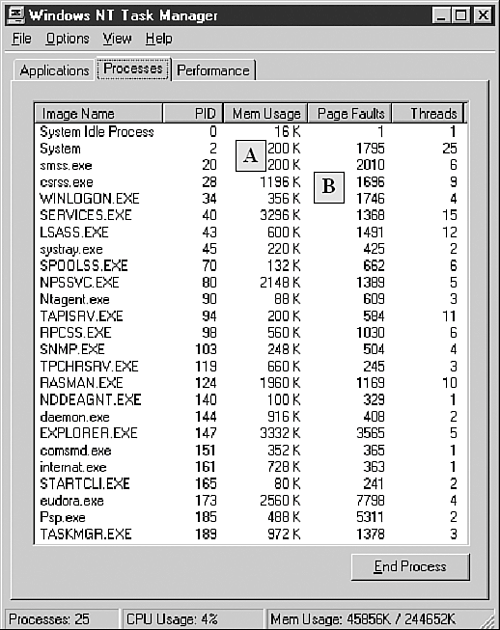 Windows NT Task Manager
File Options View Help
Applications Processes Performance
Image Name PID Mem Usage Page Faults Threads
System Idle Process 0 16 K 1 1
System 2 200 K 1795 25
A
smss.exe 20 200 K 2010 6
csrss.exe 28 1196 K 1696 9
B
WINLOGON.EXE 34 356 K 1746 4
SERVICES.EXE 40 3296 K 1368 15
LSASS.EXE 43 600 K 1491 12
systray.exe 45 220 K 425 2
SPOOLSS.EXE 70 132 K 662 6
NPSSVC.EXE 80 2148 K 1389 5
Ntagent.exe 90 88 K 609 3
TAPISRV.EXE 94 200 K 584 11
RPCSS.EXE 98 560 K 1030 6
SNMP.EXE 103 248 K 504 4
TPCHRSRV.EXE 119 660 K 245 3
RASMAN.EXE 124 1960 K 1169 10
NDDEAGNT.EXE 140 100 K 329 1
daemon.exe 144 916 K 408 2
EXPLORER.EXE 147 3332 K 3565 5
comsmd.exe 151 352 K 365 1
internat.exe 161 728 K 363 1
STARTCLI.EXE 165 80 K 241 2
eudora.exe 173 2560 K 7798 4
Psp.exe 185 488 K 5311 2
TASKMGR.EXE 189 972 K 1378 3
End Process
Processes: 25 CPU Usage: 4% Mem Usage: 45856K / 244652K